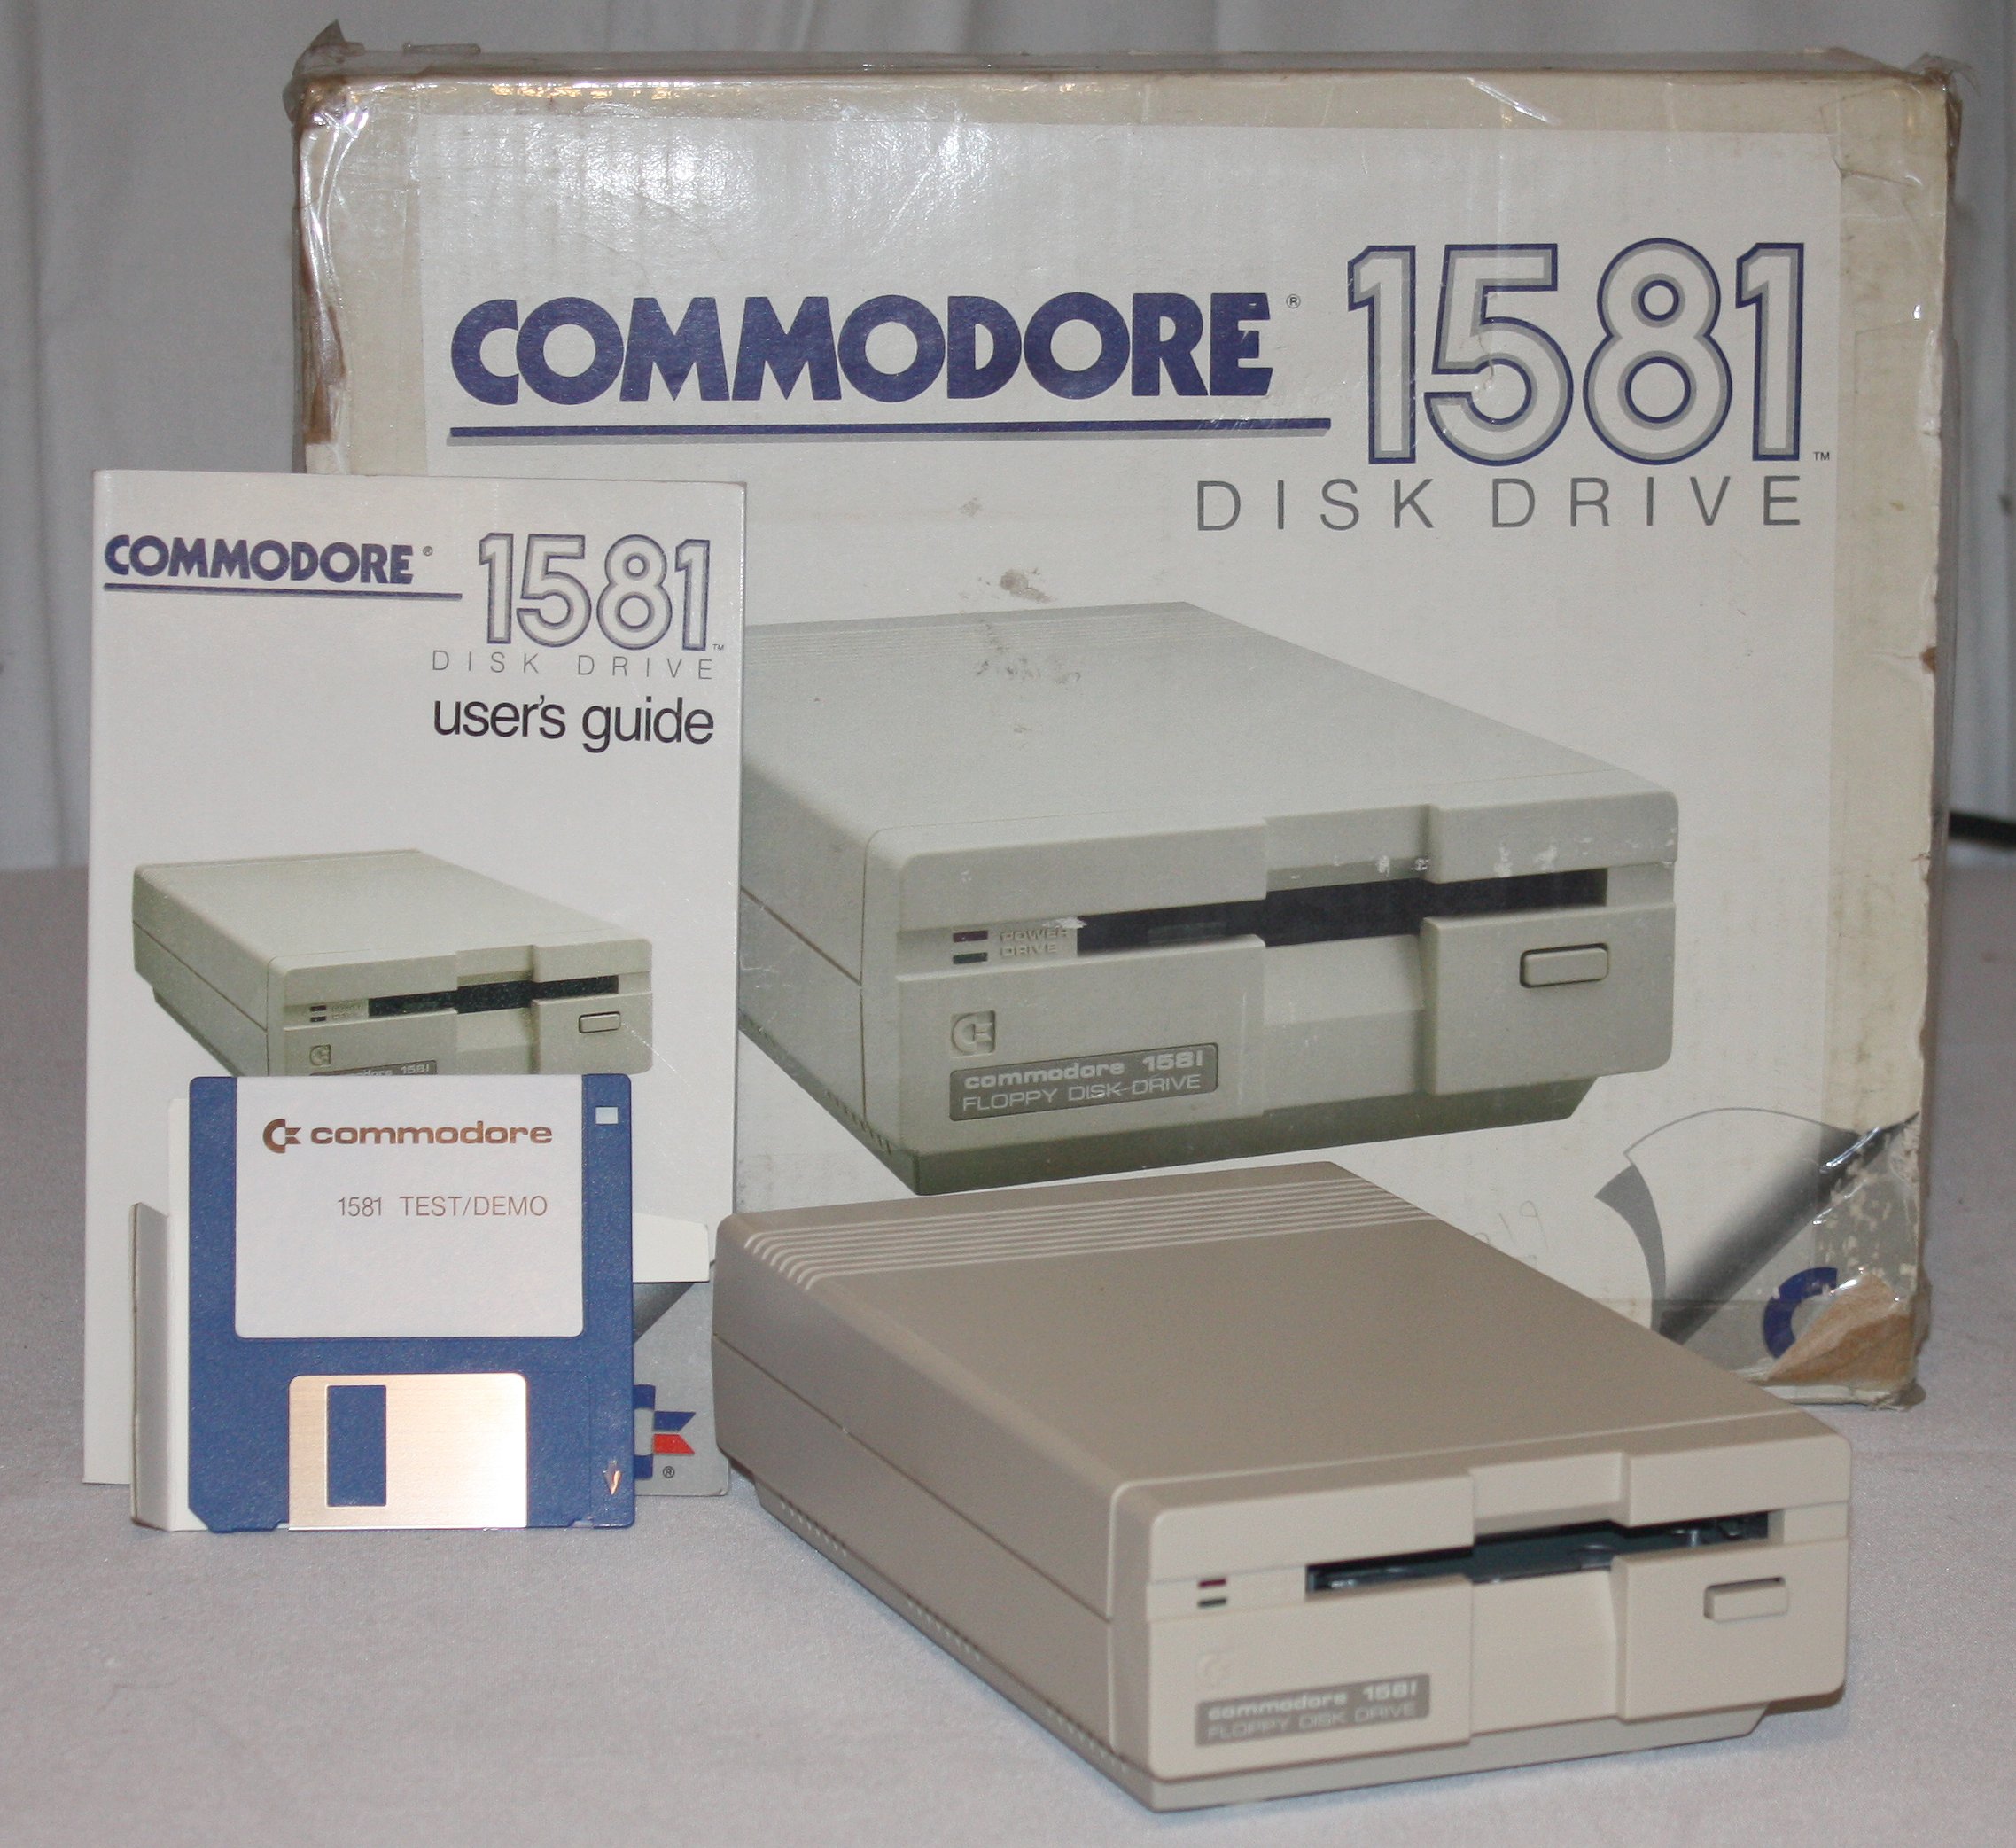 COMMODORE® 1581™
DISK DRIVE
POWER
DRIVE
commodore 1581
FLOPPY DISK DRIVE
COMMODORE® 1581™
DISK DRIVE
user's guide
commodore
1581 TEST/DEMO
®
commodore 1581
FLOPPY DISK DRIVE